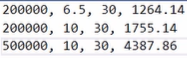 200000, 6.5, 30, 1264.14
200000, 10, 30, 1755.14
500000, 10, 30, 4387.86